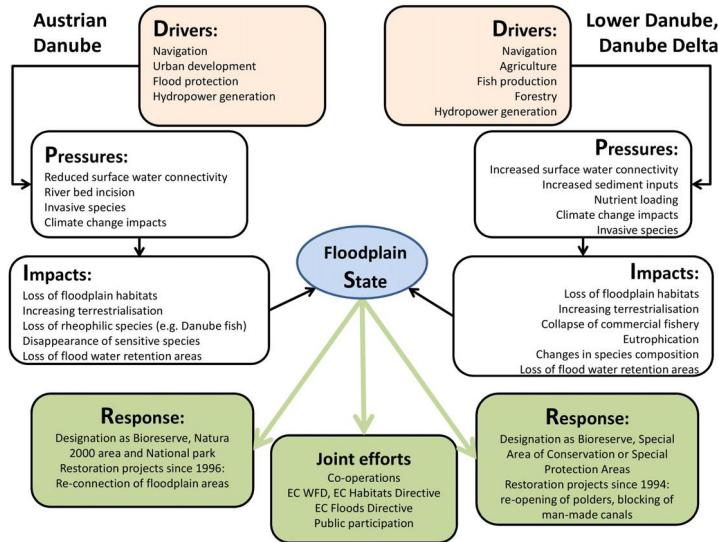 Austrian
Danube
Drivers:
Navigation
Urban development
Flood protection
Hydropower generation
Drivers:
Navigation
Agriculture
Fish production
Forestry
Hydropower generation
Lower Danube,
Danube Delta
Pressures:
Reduced surface water connectivity
River bed incision
Invasive species
Climate change impacts
Pressures:
Increased surface water connectivity
Increased sediment inputs
Nutrient loading
Climate change impacts
Invasive species
Floodplain
State
Impacts:
Loss of floodplain habitats
Increasing terrestrialisation
Loss of rheophilic species (e.g. Danube fish)
Disappearance of sensitive species
Loss of flood water retention areas
Impacts:
Loss of floodplain habitats
Increasing terrestrialisation
Collapse of commercial fishery
Eutrophication
Changes in species composition
Loss of flood water retention areas
Response:
Designation as Bioreserve, Natura
2000 area and National park
Restoration projects since 1996:
Re-connection of floodplain areas
Joint efforts
Co-operations
EC WFD, EC Habitats Directive
EC Floods Directive
Public participation
Response:
Designation as Bioreserve, Special
Area of Conservation or Special
Protection Areas
Restoration projects since 1994:
re-opening of polders, blocking of
man-made canals